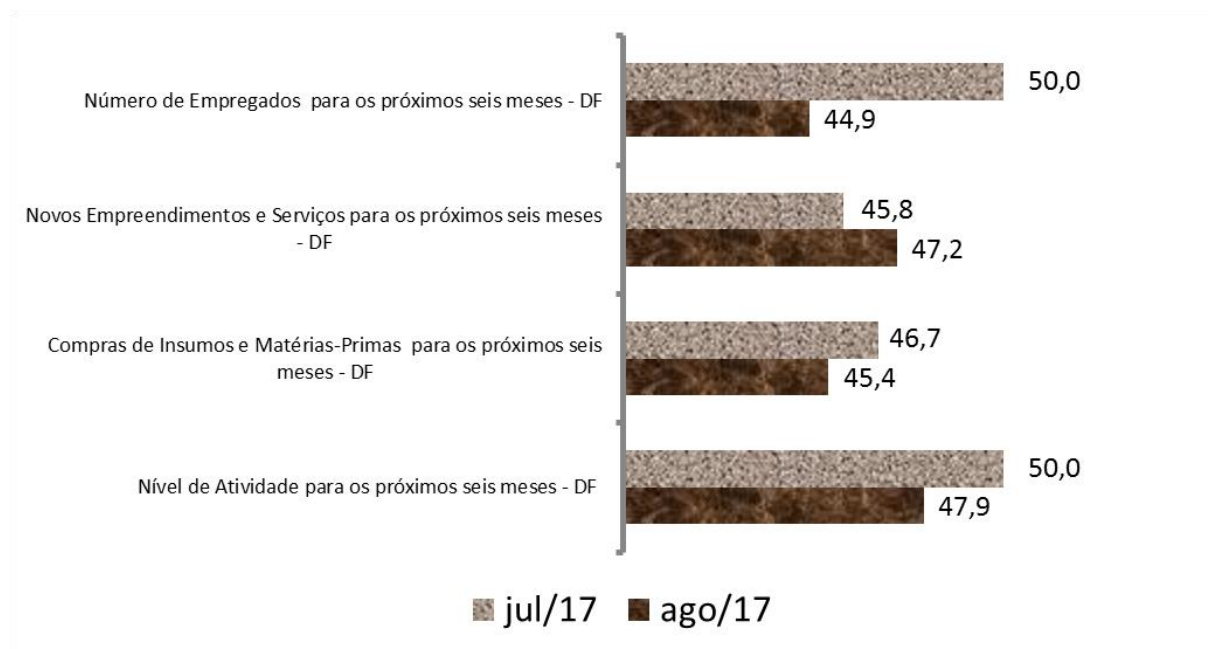 Número de Empregados para os próximos seis meses - DF
50,0
44,9
Novos Empreendimentos e Serviços para os próximos seis meses
- DF
45,8
47,2
Compras de Insumos e Matérias-Primas para os próximos seis
meses - DF
46,7
45,4
Nível de Atividade para os próximos seis meses - DF
50,0
47,9
jul/17 ago/17